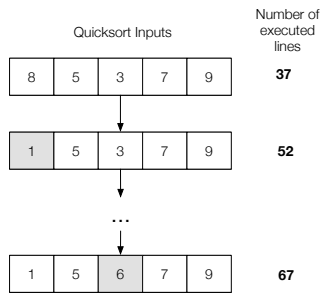 Quicksort Inputs
Number of
executed
lines
8 5 3 7 9 37
1 5 3 7 9 52
...
1 5 6 7 9 67